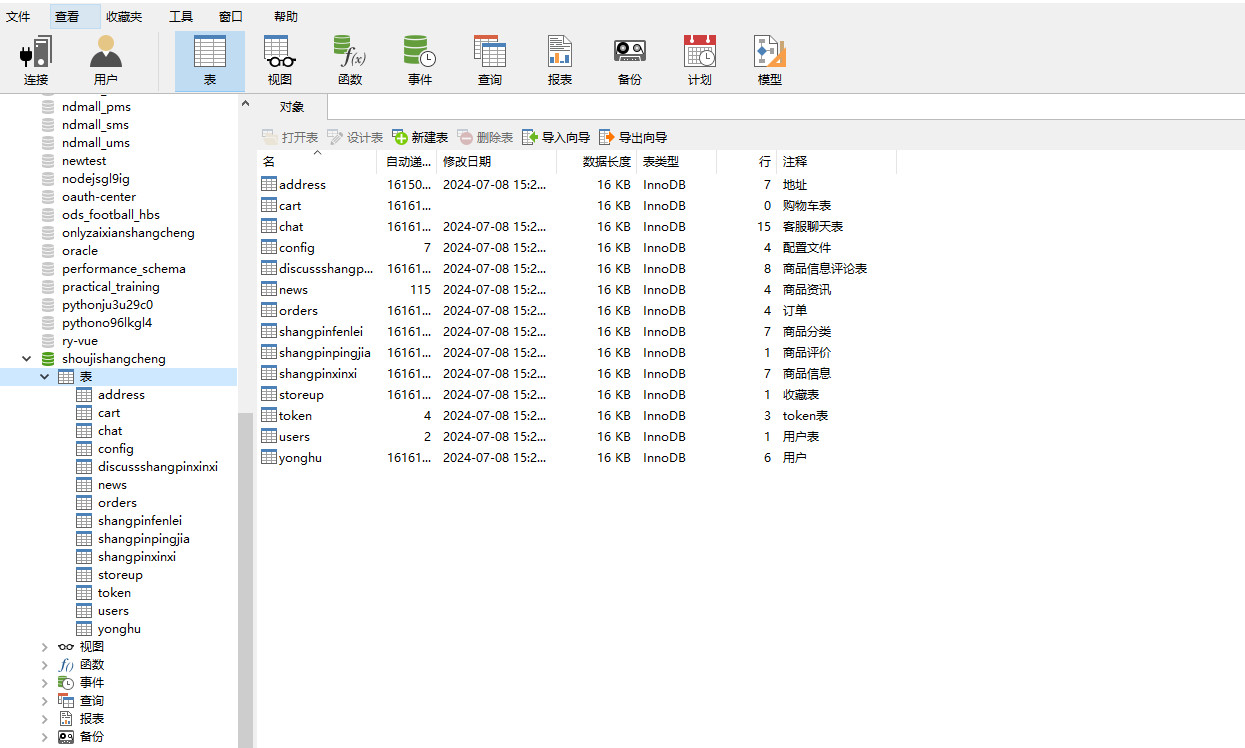 文件 查看 收藏夹 工具 窗口 帮助
连接 用户 表 视图 函数 事件 查询 报表 备份 计划 模型
ndmall_pms
ndmall_sms
ndmall_ums
newtest
nodejsgl9ig
oauth-center
ods_football_hbs
onlyzaixianshangcheng
oracle
performance_schema
practical_training
pythonju3u29c0
pythono96lkgl4
ry-vue
shoujishangcheng
表
address
cart
chat
config
discussshangpinxinxi
news
orders
shangpinfenlei
shangpinpingjia
shangpinxinxi
storeup
token
users
yonghu
视图
函数
事件
查询
报表
备份
对象
打开表 设计表 新建表 删除表 导入向导 导出向导
名 自动递... 修改日期 数据长度 表类型 行 注释
address 16150... 2024-07-08 15:2... 16 KB InnoDB 7 地址
cart 16161... 16 KB InnoDB 0 购物车表
chat 16161... 2024-07-08 15:2... 16 KB InnoDB 15 客服聊天表
config 7 2024-07-08 15:2... 16 KB InnoDB 4 配置文件
discussshangp... 16161... 2024-07-08 15:2... 16 KB InnoDB 8 商品信息评论表
news 115 2024-07-08 15:2... 16 KB InnoDB 4 商品资讯
orders 16161... 2024-07-08 15:2... 16 KB InnoDB 4 订单
shangpinfenlei 16161... 2024-07-08 15:2... 16 KB InnoDB 7 商品分类
shangpinpingjia 16161... 2024-07-08 15:2... 16 KB InnoDB 1 商品评价
shangpinxinxi 16161... 2024-07-08 15:2... 16 KB InnoDB 7 商品信息
storeup 16161... 2024-07-08 15:2... 16 KB InnoDB 1 收藏表
token 4 2024-07-08 15:2... 16 KB InnoDB 3 token表
users 2 2024-07-08 15:2... 16 KB InnoDB 1 用户表
yonghu 16161... 2024-07-08 15:2... 16 KB InnoDB 6 用户